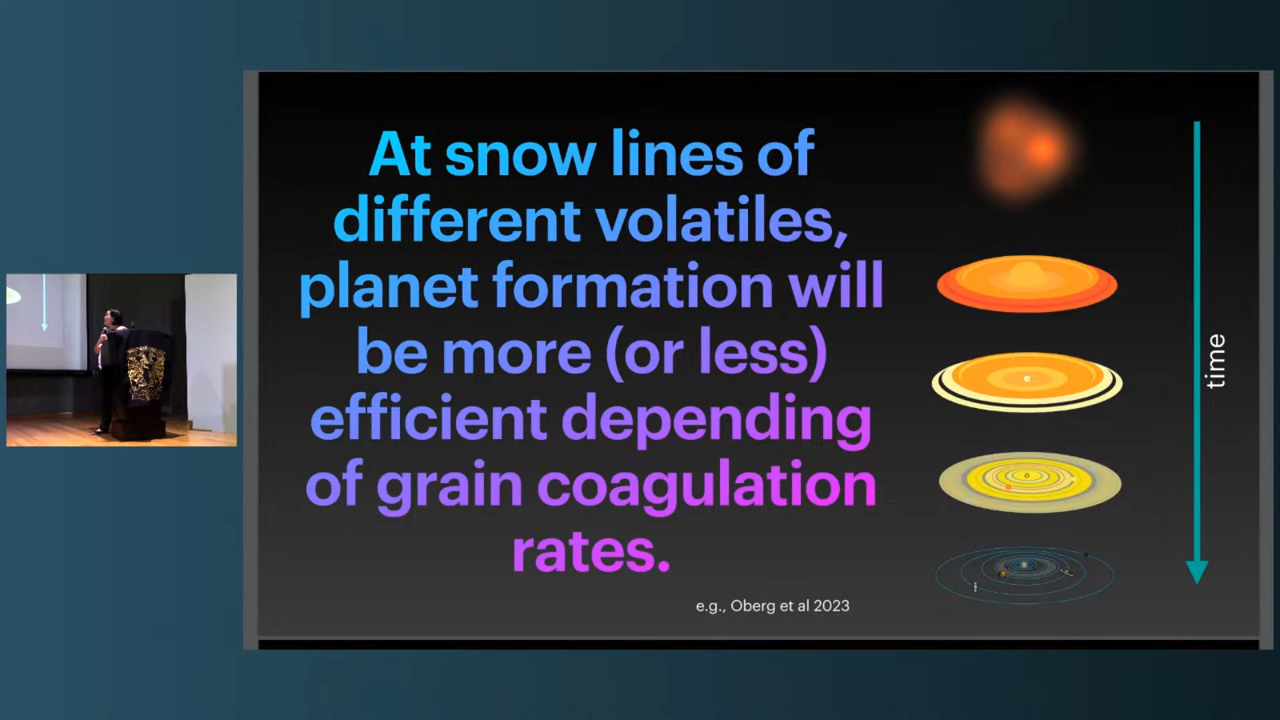 At snow lines of
different volatiles,
planet formation will
be more (or less)
efficient depending
of grain coagulation
rates.
e.g., Oberg et al 2023
time